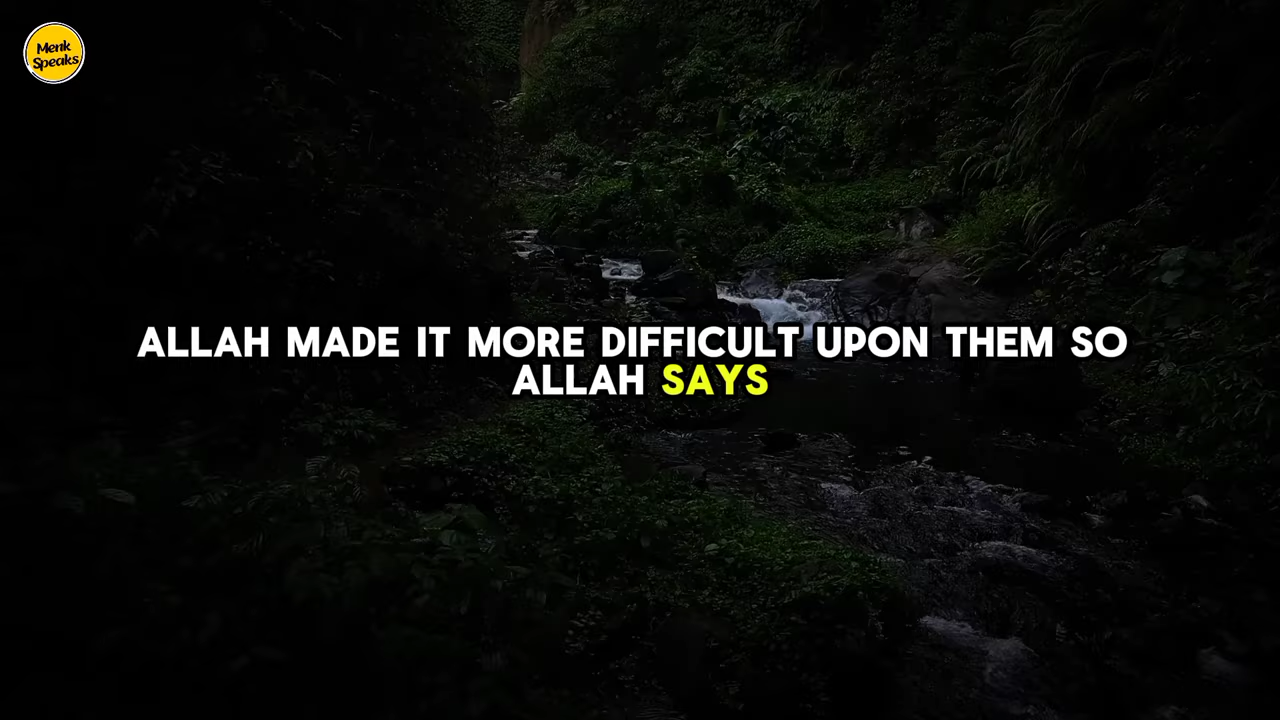 Menk
Speaks
ALLAH MADE IT MORE DIFFICULT UPON THEM SO
ALLAH SAYS